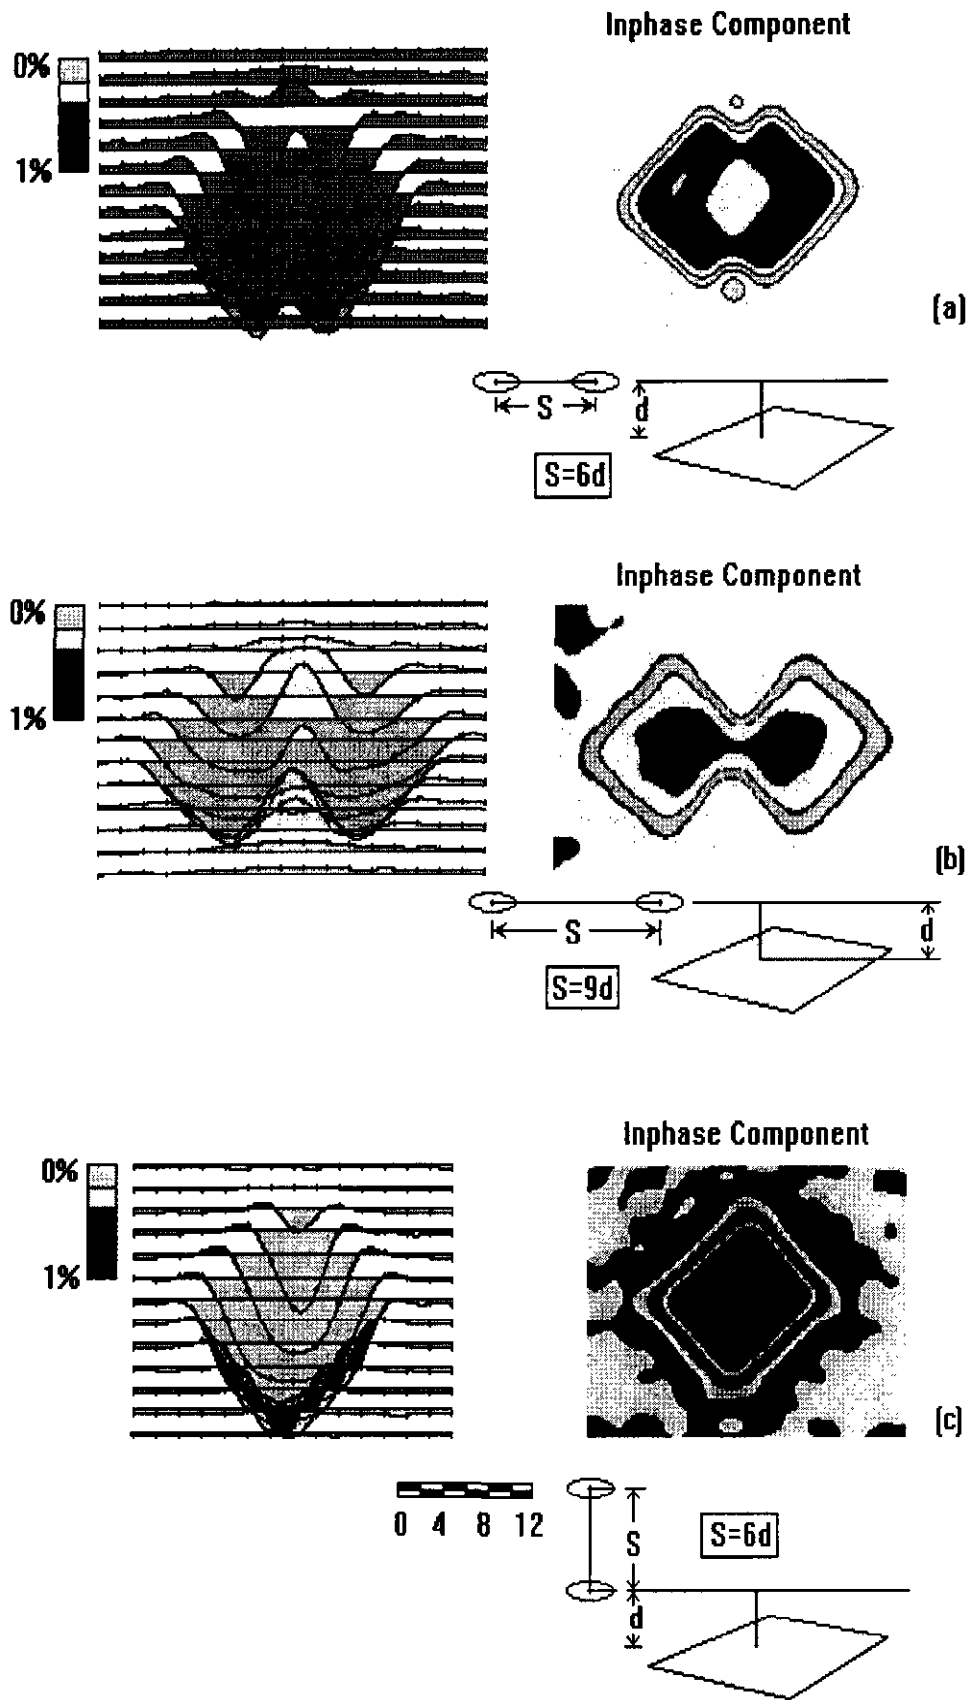 Inphase Component
0%
1%
(a)
S
d
S=6d
Inphase Component
0%
1%
(b)
S
d
S=9d
Inphase Component
0%
1%
(c)
0 4 8 12
S
S=6d
d